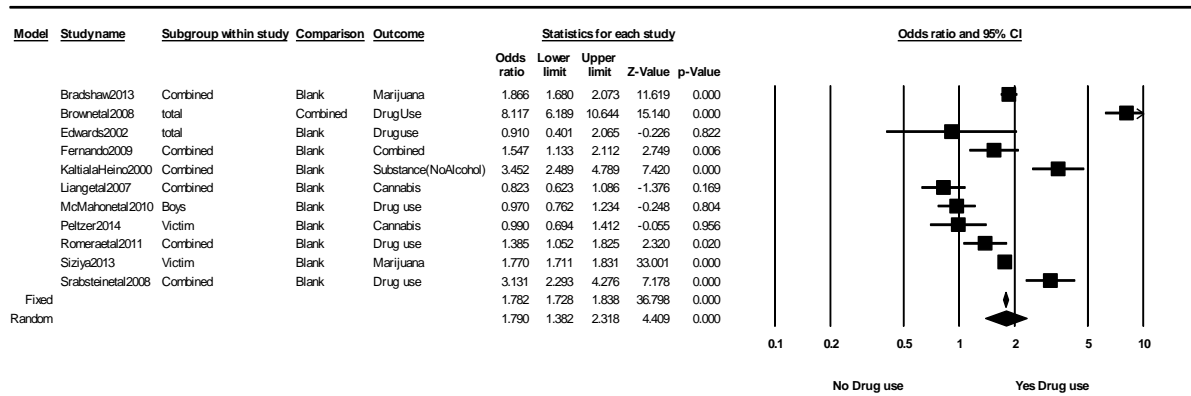 Model Studyname Subgroup within study Comparison Outcome Statistics for each study Odds ratio and 95% CI
Odds Lower Upper
ratio limit limit Z-Value p-Value
Bradshaw2013 Combined Blank Marijuana 1.866 1.680 2.073 11.619 0.000
Brownetal2008 total Combined DrugUse 8.117 6.189 10.644 15.140 0.000
Edwards2002 total Blank Druguse 0.910 0.401 2.065 -0.226 0.822
Fernando2009 Combined Blank Combined 1.547 1.133 2.112 2.749 0.006
KaltialaHeino2000 Combined Blank Substance(NoAlcohol) 3.452 2.489 4.789 7.420 0.000
Liangetal2007 Combined Blank Cannabis 0.823 0.623 1.086 -1.376 0.169
McMahonetal2010 Boys Blank Drug use 0.970 0.762 1.234 -0.248 0.804
Peltzer2014 Victim Blank Cannabis 0.990 0.694 1.412 -0.055 0.956
Romeraetal2011 Combined Blank Drug use 1.385 1.052 1.825 2.320 0.020
Siziya2013 Victim Blank Marijuana 1.770 1.711 1.831 33.001 0.000
Srabsteinetal2008 Combined Blank Drug use 3.131 2.293 4.276 7.178 0.000
Fixed 1.782 1.728 1.838 36.798 0.000
Random 1.790 1.382 2.318 4.409 0.000
0.1 0.2 0.5 1 2 5 10
No Drug use Yes Drug use